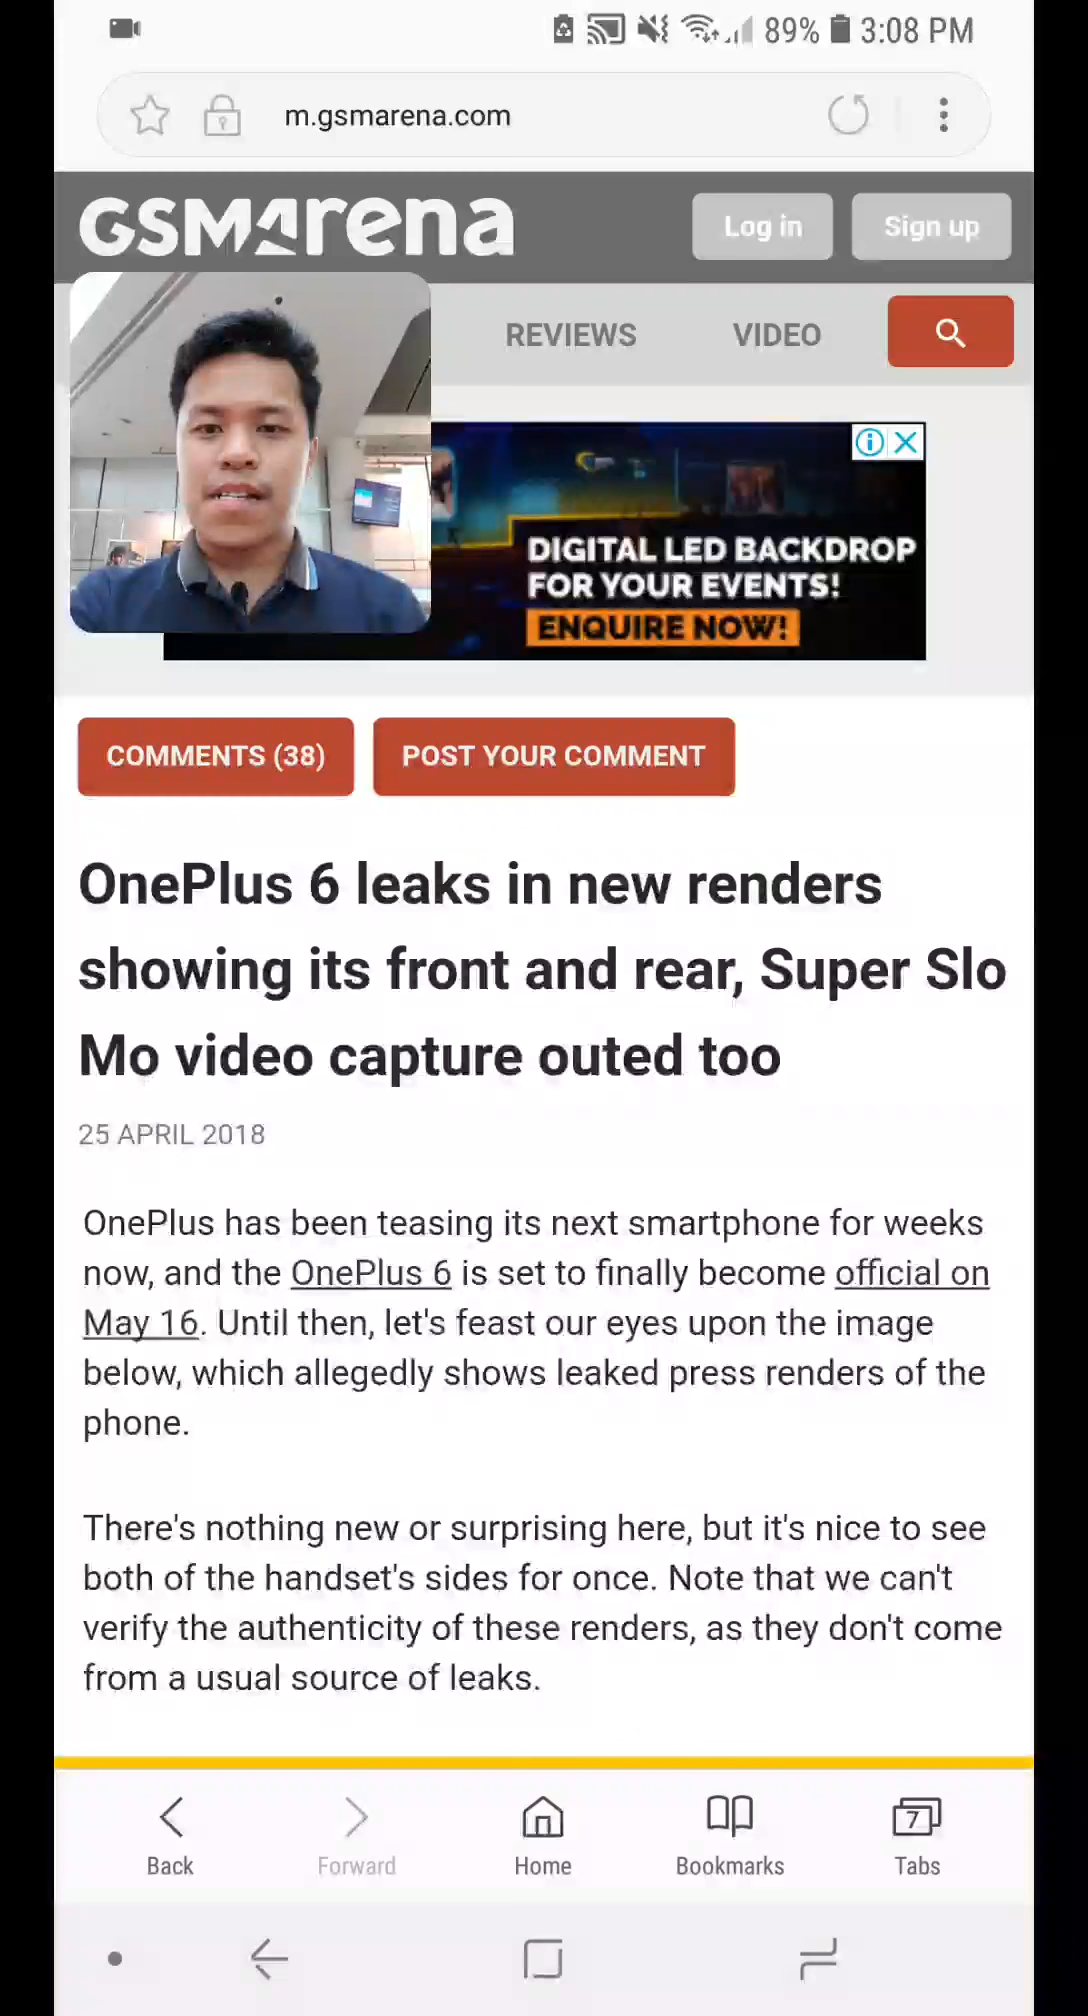 89% 3:08 PM
m.gsmarena.com
GSMArena
Log in
Sign up
REVIEWS
VIDEO
DIGITAL LED BACKDROP
FOR YOUR EVENTS!
ENQUIRE NOW!
COMMENTS (38)
POST YOUR COMMENT
OnePlus 6 leaks in new renders
showing its front and rear, Super Slo
Mo video capture outed too
25 APRIL 2018
OnePlus has been teasing its next smartphone for weeks
now, and the OnePlus 6 is set to finally become official on
May 16. Until then, let's feast our eyes upon the image
below, which allegedly shows leaked press renders of the
phone.
There's nothing new or surprising here, but it's nice to see
both of the handset's sides for once. Note that we can't
verify the authenticity of these renders, as they don't come
from a usual source of leaks.
7
Back
Forward
Home
Bookmarks
Tabs